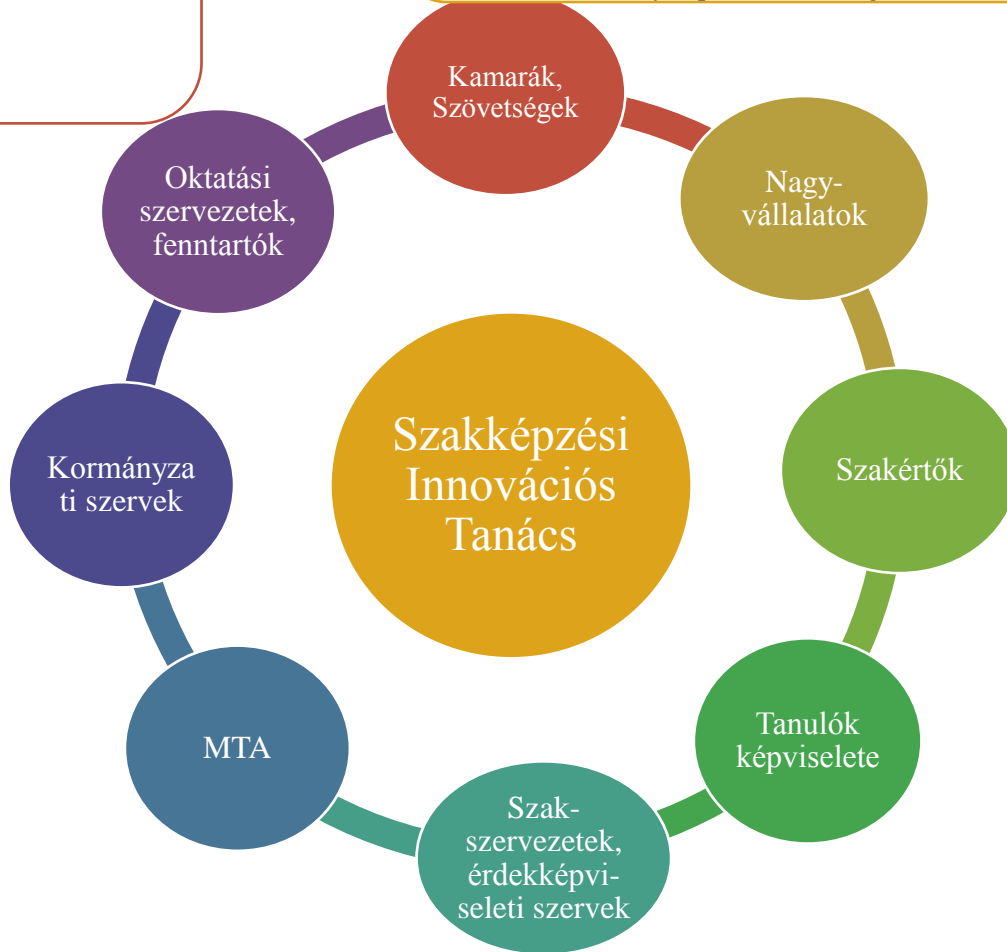 Kamarák,
Szövetségek
Nagy-
vállalatok
Szakértők
Tanulók
képviselete
Szak-
szervezetek,
érdekképvi-
seleti szervek
MTA
Kormányza
ti szervek
Oktatási
szervezetek,
fenntartók
Szakképzési
Innovációs
Tanács